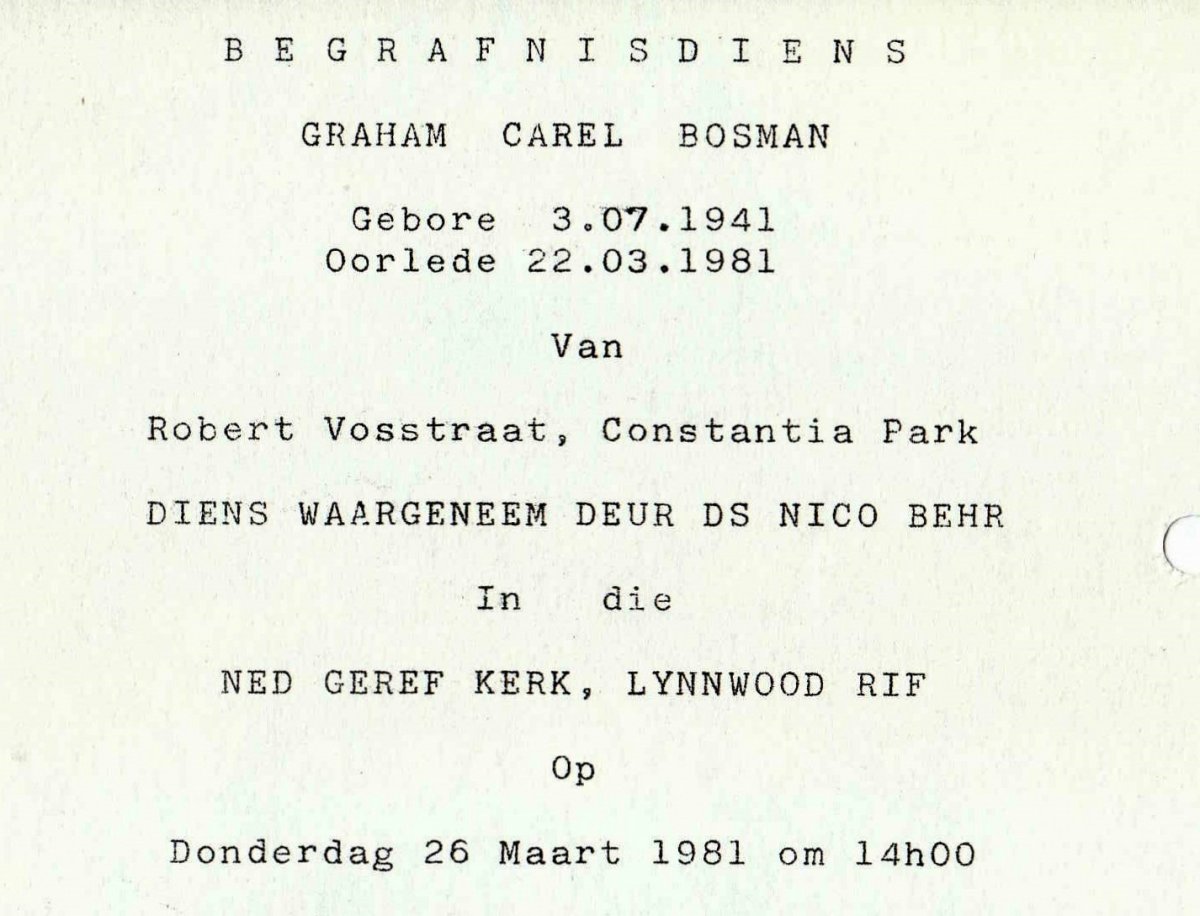 B E G R A F N I S D I E N S
GRAHAM CAREL BOSMAN
Gebore 3.07.1941
Oorlede 22.03.1981
Van
Robert Vosstraat, Constantia Park
DIENS WAARGENEEM DEUR DS NICO BEHR
In die
NED GEREF KERK, LYNNWOOD RIF
Op
Donderdag 26 Maart 1981 om 14h00